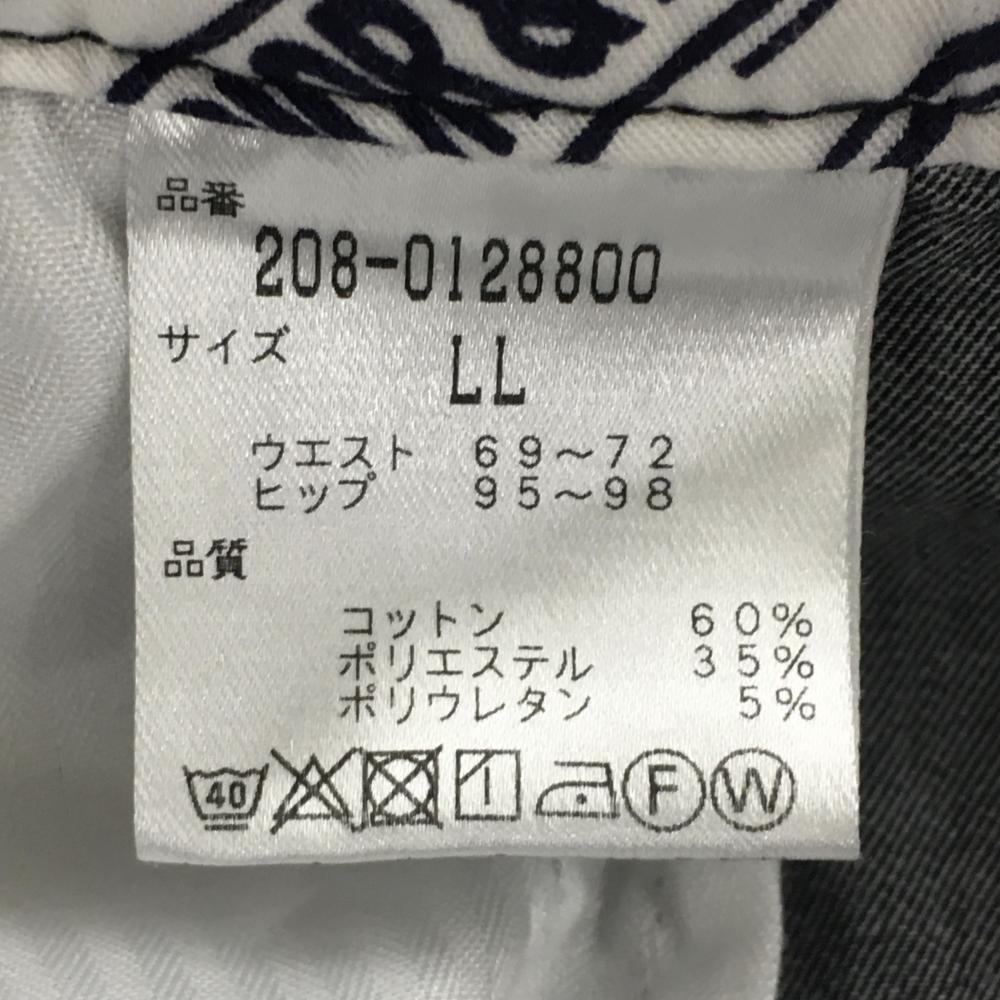 品番
208-0128800
サイズ
LL
ウエスト 69~72
ヒップ 95~98
品質
コットン 60%
ポリエステル 35%
ポリウレタン 5%
40 F W